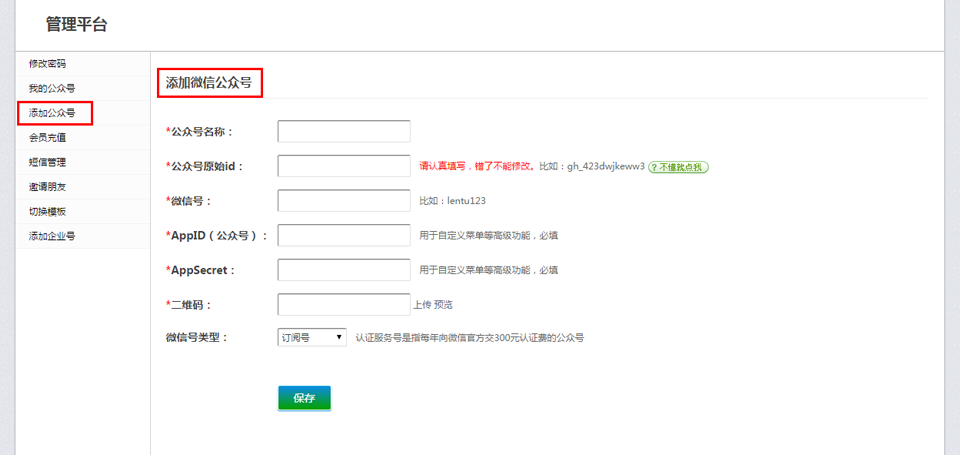 管理平台
修改密码
我的公众号
添加公众号
会员充值
短信管理
邀请朋友
切换模板
添加企业号
添加微信公众号
*公众号名称：
*公众号原始id： 请认真填写，错了不能修改。比如：gh_423dwjkeww3 ? 不懂就点我
*微信号： 比如：lentu123
*AppID（公众号）： 用于自定义菜单等高级功能，必填
*AppSecret： 用于自定义菜单等高级功能，必填
*二维码： 上传 预览
微信号类型： 订阅号 认证服务号是指每年向微信官方交300元认证费的公众号
保存